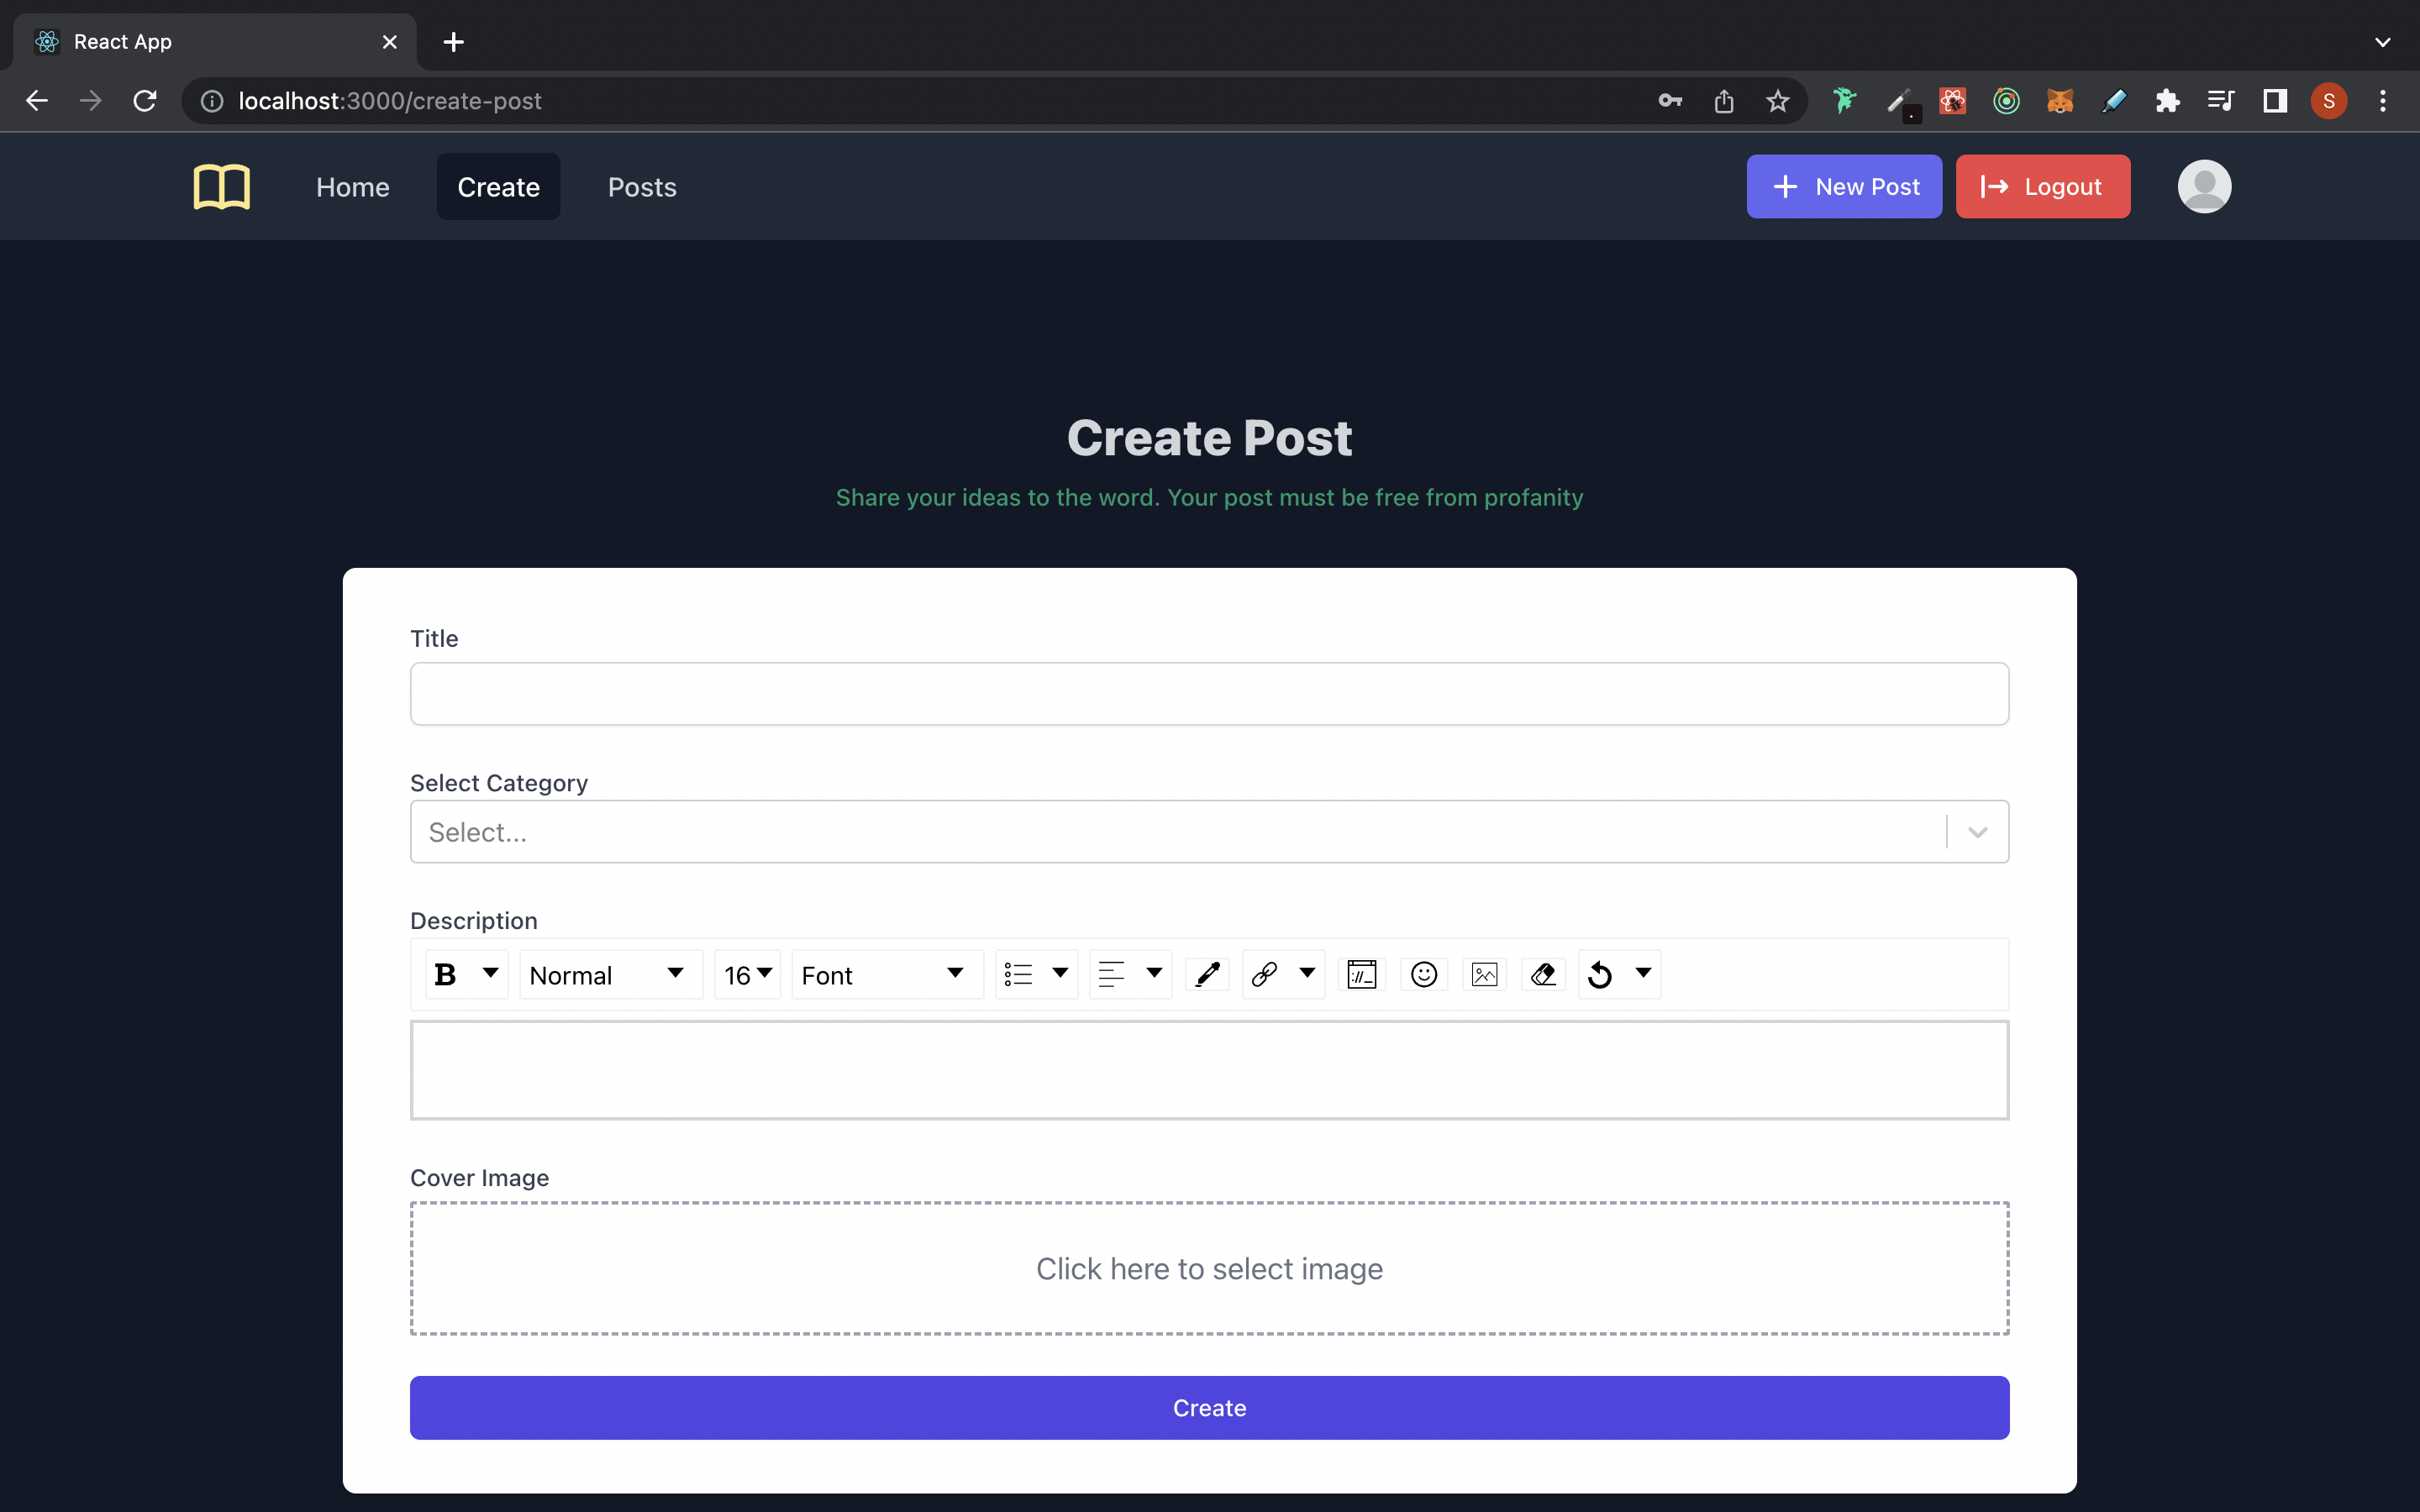 React App
localhost:3000/create-post
S
Home
Create
Posts
New Post
Logout
Create Post
Share your ideas to the word. Your post must be free from profanity
Title
Select Category
Select...
Description
B
Normal
16
Font
Cover Image
Click here to select image
Create